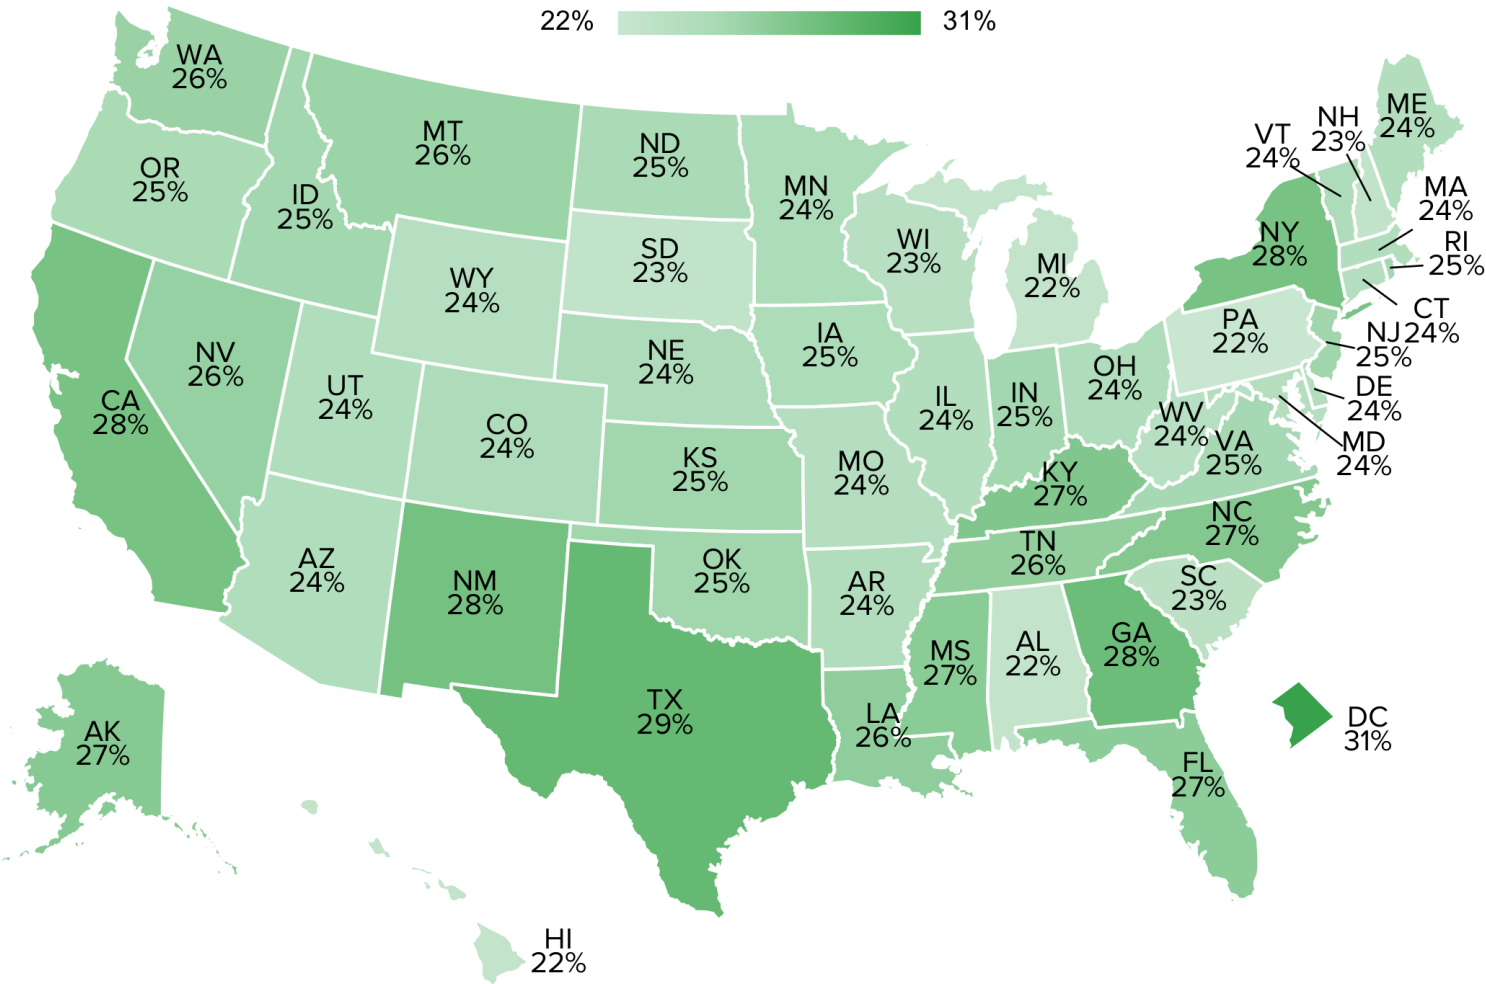 22% 31%
WA
26%
MT
26%
ND
25%
OR
25%
ID
25%
MN
24%
VT
24%
NH
23%
ME
24%
MA
24%
WI
23%
SD
23%
WY
24%
MI
22%
NY
28%
RI
25%
CT
24%
PA
22%
NJ
25%
IA
25%
NE
24%
NV
26%
UT
24%
CA
28%
CO
24%
IL
24%
IN
25%
OH
24%
DE
24%
WV
24%
VA
25%
MD
24%
KS
25%
MO
24%
KY
27%
NC
27%
TN
26%
AZ
24%
NM
28%
OK
25%
AR
24%
SC
23%
MS
27%
AL
22%
GA
28%
TX
29%
LA
26%
DC
31%
AK
27%
FL
27%
HI
22%